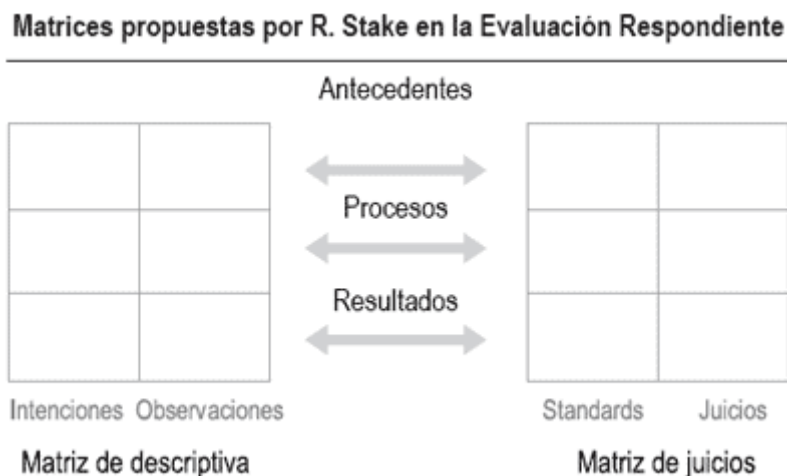 Matrices propuestas por R. Stake en la Evaluación Respondiente
Antecedentes
Procesos
Resultados
Intenciones Observaciones
Standards Juicios
Matriz de descriptiva
Matriz de juicios